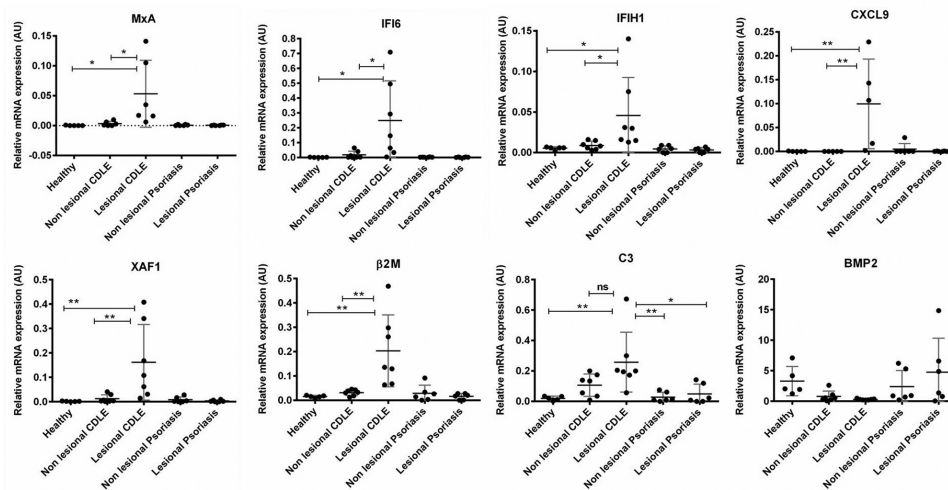 MxA
Relative mRNA expression (AU)
0.15
0.10
0.05
0.00
-0.05
*
*
Healthy
Non lesional CDLE
Lesional CDLE
Non lesional Psoriasis
Lesional Psoriasis
IFI6
Relative mRNA expression (AU)
0.8
0.7
0.6
0.5
0.4
0.3
0.2
0.1
0.0
*
*
Healthy
Non lesional CDLE
Lesional CDLE
Non lesional Psoriasis
Lesional Psoriasis
IFIH1
Relative mRNA expression (AU)
0.15
0.10
0.05
0.00
*
*
Healthy
Non lesional CDLE
Lesional CDLE
Non lesional Psoriasis
Lesional Psoriasis
CXCL9
Relative mRNA expression (AU)
0.25
0.20
0.15
0.10
0.05
0.00
**
**
Healthy
Non lesional CDLE
Lesional CDLE
Non lesional Psoriasis
Lesional Psoriasis
XAF1
Relative mRNA expression (AU)
0.5
0.4
0.3
0.2
0.1
0.0
**
**
Healthy
Non lesional CDLE
Lesional CDLE
Non lesional Psoriasis
Lesional Psoriasis
β2M
Relative mRNA expression (AU)
0.5
0.4
0.3
0.2
0.1
0.0
**
**
Healthy
Non lesional CDLE
Lesional CDLE
Non lesional Psoriasis
Lesional Psoriasis
C3
Relative mRNA expression (AU)
0.8
0.6
0.4
0.2
0.0
ns
*
**
**
Healthy
Non lesional CDLE
Lesional CDLE
Non lesional Psoriasis
Lesional Psoriasis
BMP2
Relative mRNA expression (AU)
20
15
10
5
0
Healthy
Non lesional CDLE
Lesional CDLE
Non lesional Psoriasis
Lesional Psoriasis